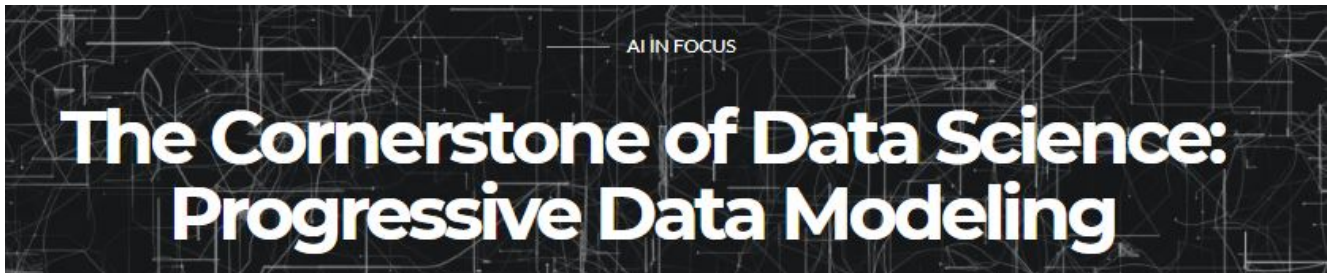 AI IN FOCUS
The Cornerstone of Data Science:
Progressive Data Modeling